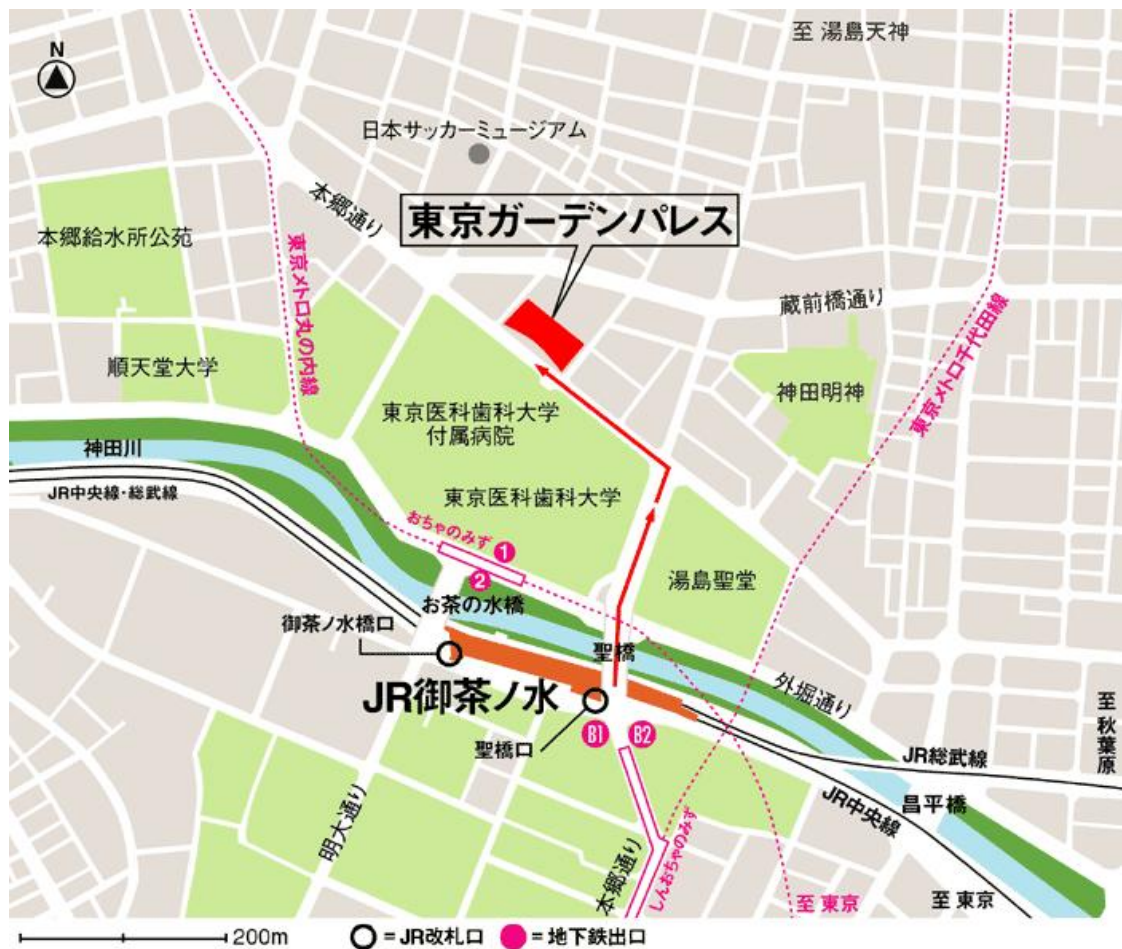 至 湯島天神
N
日本サッカーミュージアム
本郷通り
東京ガーデンパレス
本郷給水所公苑
東京メトロ丸の内線
蔵前橋通り
東京メトロ千代田線
順天堂大学
神田明神
東京医科歯科大学
付属病院
神田川
JR中央線・総武線
東京医科歯科大学
おちゃのみず
1
2
湯島聖堂
お茶の水橋
御茶ノ水橋口
聖橋
外堀通り
JR御茶ノ水
至 秋葉原
聖橋口
B1
B2
JR総武線
昌平橋
JR中央線
明大通り
本郷通り
しんおちゃのみず
至 東京
至 東京
200m
=JR改札口
=地下鉄出口